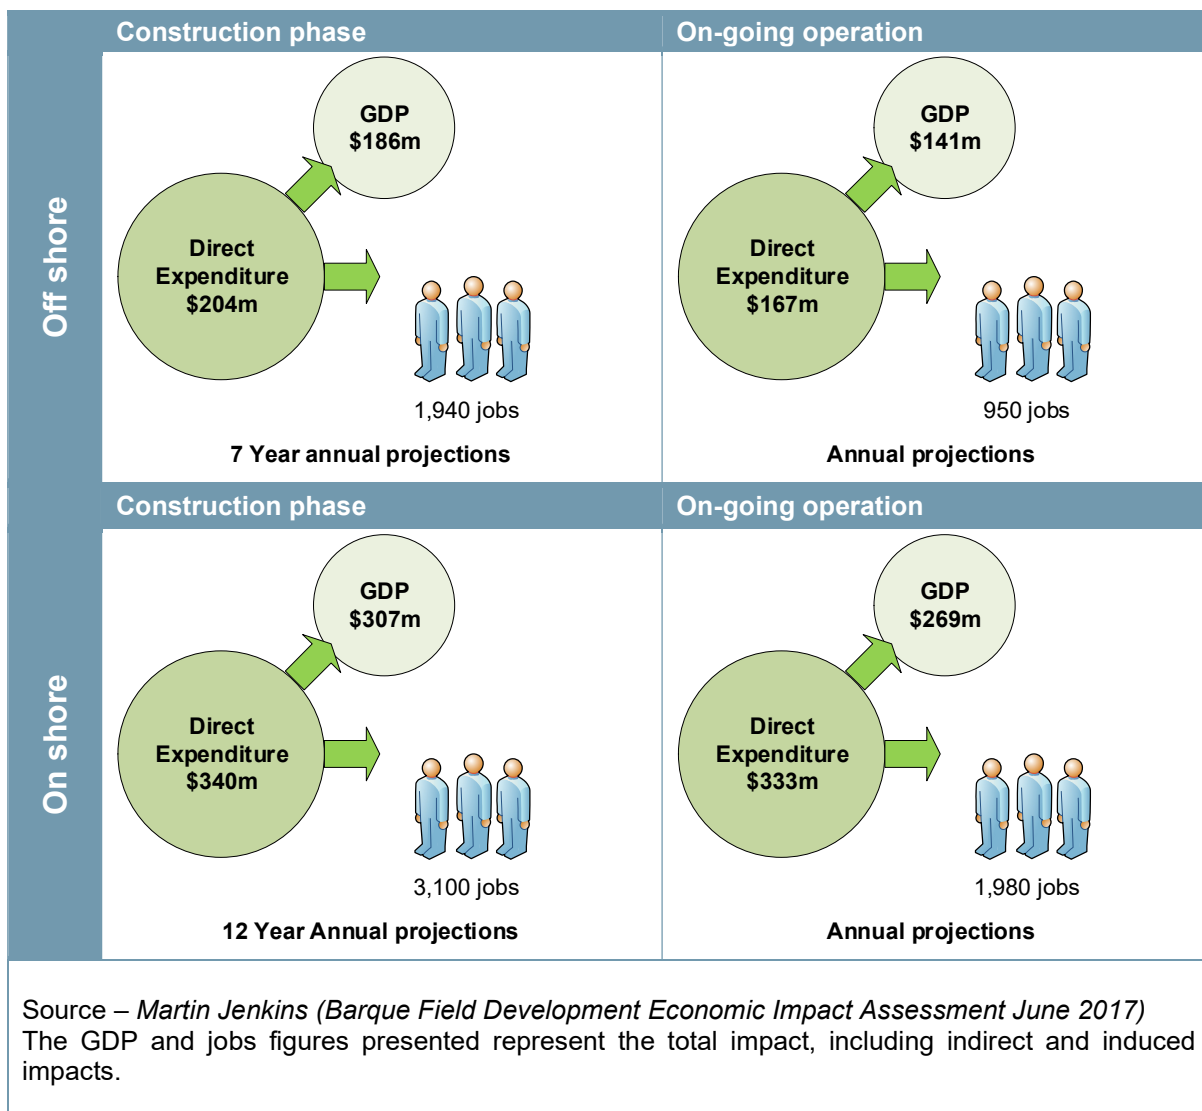 Construction phase
On-going operation
Off shore
GDP
$186m
Direct
Expenditure
$204m
1,940 jobs
7 Year annual projections
GDP
$141m
Direct
Expenditure
$167m
950 jobs
Annual projections
Construction phase
On-going operation
On shore
GDP
$307m
Direct
Expenditure
$340m
3,100 jobs
12 Year Annual projections
GDP
$269m
Direct
Expenditure
$333m
1,980 jobs
Annual projections
Source – Martin Jenkins (Barque Field Development Economic Impact Assessment June 2017)
The GDP and jobs figures presented represent the total impact, including indirect and induced
impacts.